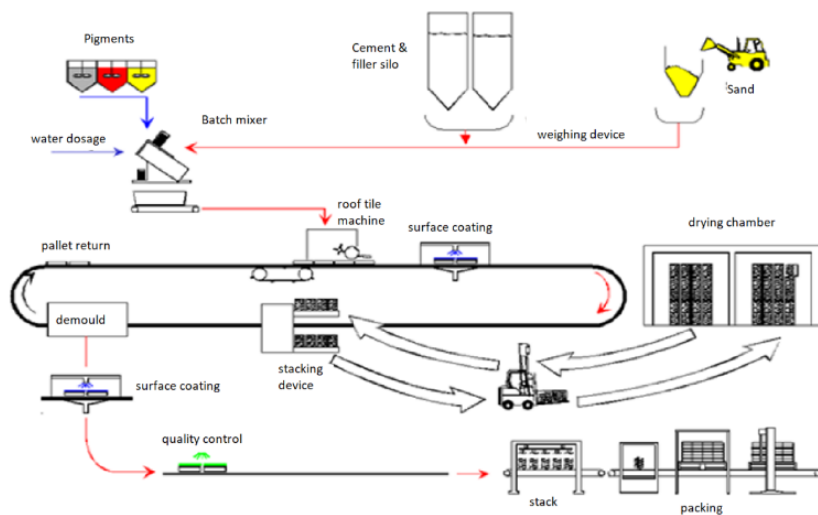 Pigments
Cement &
filler silo
Sand
water dosage
Batch mixer
weighing device
roof tile
machine
surface coating
drying chamber
pallet return
demould
stacking
device
surface coating
quality control
stack
packing